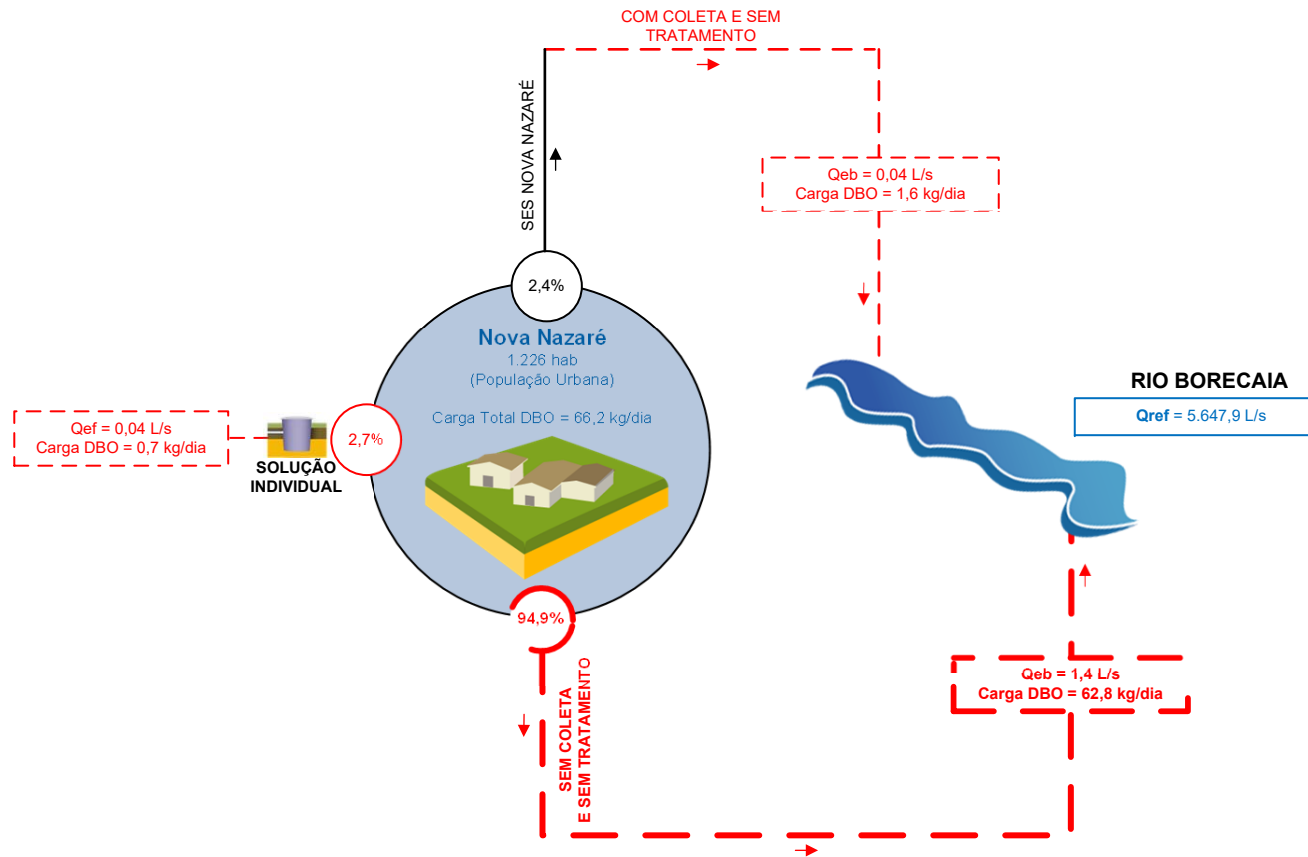 COM COLETA E SEM
TRATAMENTO
SES NOVA NAZARÉ
Qeb = 0,04 L/s
Carga DBO = 1,6 kg/dia
2,4%
Nova Nazaré
1.226 hab
(População Urbana)
Carga Total DBO = 66,2 kg/dia
RIO BORECAIA
Qref = 5.647,9 L/s
Qef = 0,04 L/s
Carga DBO = 0,7 kg/dia
2,7%
SOLUÇÃO
INDIVIDUAL
94,9%
SEM COLETA
E SEM TRATAMENTO
Qeb = 1,4 L/s
Carga DBO = 62,8 kg/dia